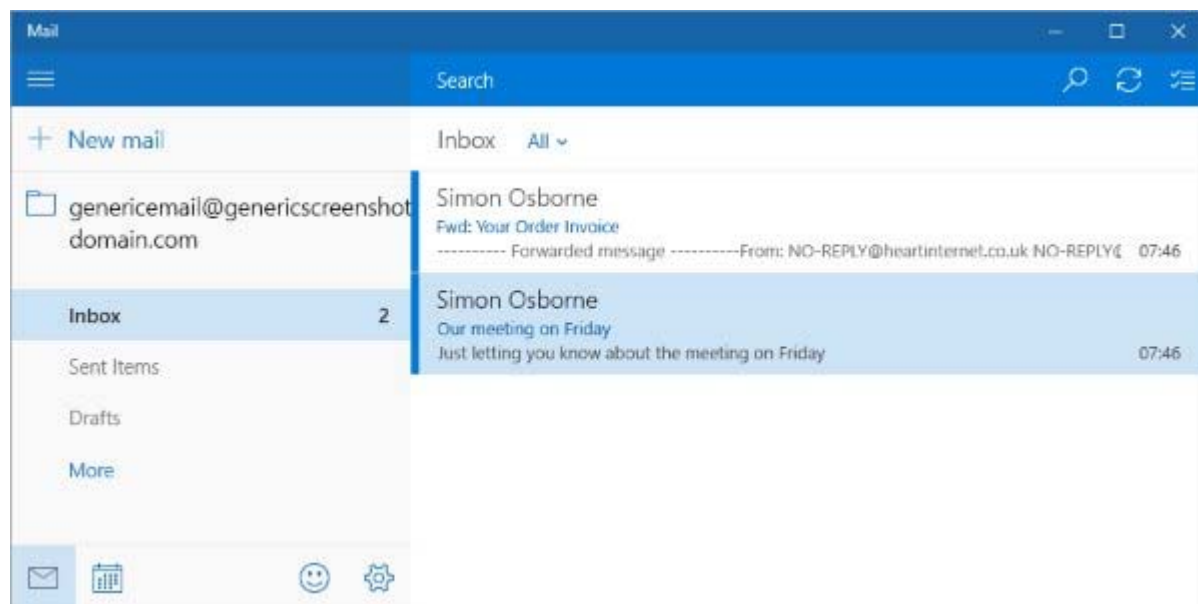 Mail
Search
New mail
Inbox All
genericemail@genericscreenshot
domain.com
Simon Osborne
Fwd: Your Order Invoice
---------- Forwarded message ----------From: NO-REPLY@heartinternet.co.uk NO-REPLY@ 07:46
Inbox 2
Simon Osborne
Our meeting on Friday
Just letting you know about the meeting on Friday 07:46
Sent Items
Drafts
More